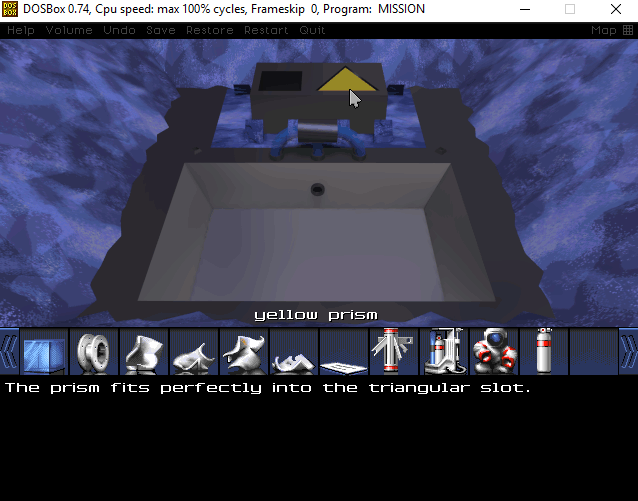 DOSBox 0.74, Cpu speed: max 100% cycles, Frameskip 0, Program: MISSION
Help Volume Undo Save Restore Restart Quit Map
yellow prism
The prism fits perfectly into the triangular slot.